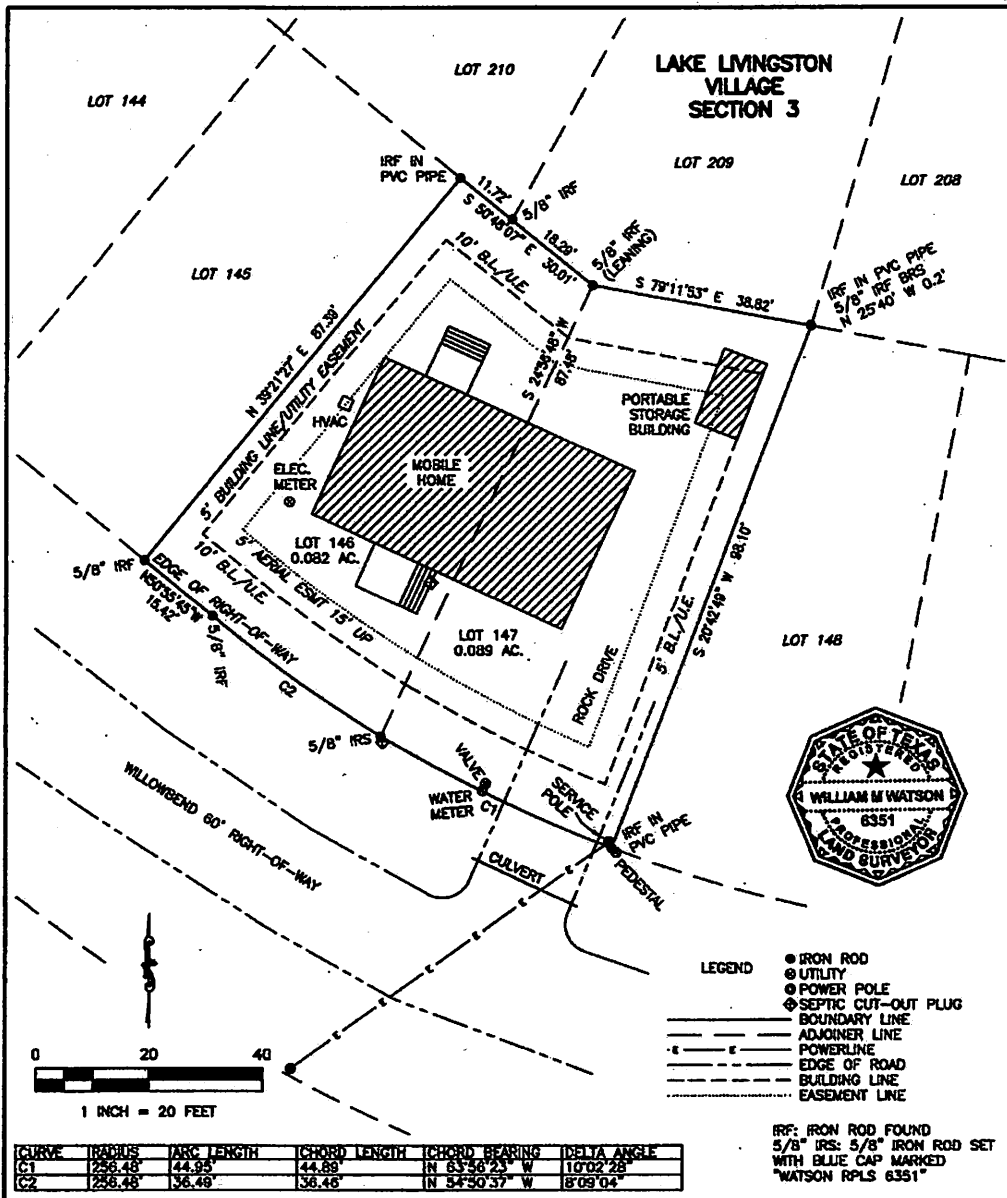 LAKE LIVINGSTON
VILLAGE
SECTION 3
LOT 210
LOT 144
LOT 209
LOT 208
IRF IN
PVC PIPE
11.72'
5/8" IRF
S 50°48'07" E 30.01'
18.29'
5/8" IRF
(LEANING)
S 79°11'53" E 38.82'
IRF IN PVC PIPE
5/8" IRF BRS
N 25°40' W 0.2'
LOT 145
10' B.L./U.E.
N 39°21'27" E 87.39'
5' BUILDING LINE/UTILITY EASEMENT
S 24°36'48" W
87.48'
HVAC
PORTABLE
STORAGE
BUILDING
MOBILE
HOME
ELEC.
METER
LOT 146
0.082 AC.
5' AERIAL ESMT 15' UP
10' B.L./U.E.
5/8" IRF
EDGE OF RIGHT-OF-WAY
N50°55'45"W
15.42'
5/8" IRF
C2
LOT 147
0.089 AC.
5' B.L./U.E.
S 20°42'49" W 98.10'
LOT 148
ROCK DRIVE
5/8" IRS
VALVE
WATER
METER
C1
SERVICE
POLE
IRF IN
PVC PIPE
PEDESTAL
CULVERT
WILLOWBEND 60' RIGHT-OF-WAY
STATE OF TEXAS
REGISTERED
WILLIAM M WATSON
6351
PROFESSIONAL
LAND SURVEYOR
E
E
E
E
LEGEND
IRON ROD
UTILITY
POWER POLE
SEPTIC CUT-OUT PLUG
BOUNDARY LINE
ADJOINER LINE
E E POWERLINE
EDGE OF ROAD
BUILDING LINE
EASEMENT LINE
0 20 40
1 INCH = 20 FEET
IRF: IRON ROD FOUND
5/8" IRS: 5/8" IRON ROD SET
WITH BLUE CAP MARKED
"WATSON RPLS 6351"
CURVE RADIUS ARC LENGTH CHORD LENGTH CHORD BEARING DELTA ANGLE
C1 256.48' 44.95' 44.89' N 63°56'23" W 10°02'28"
C2 256.48' 36.49' 36.46' N 54°50'37" W 8°09'04"